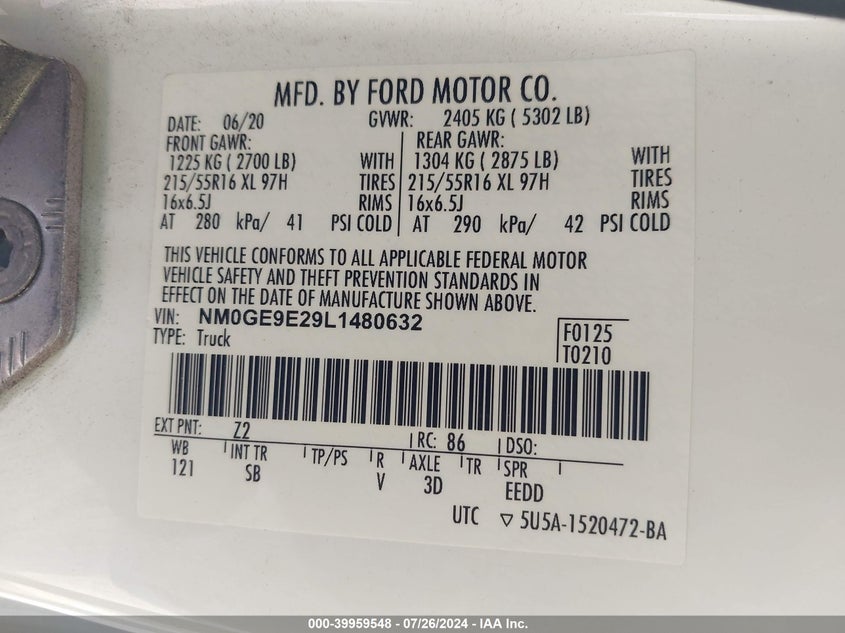 MFD. BY FORD MOTOR CO.
DATE: 06/20 GVWR: 2405 KG ( 5302 LB)
FRONT GAWR: REAR GAWR:
1225 KG ( 2700 LB) WITH 1304 KG ( 2875 LB) WITH
215/55R16 XL 97H TIRES 215/55R16 XL 97H TIRES
16x6.5J RIMS 16x6.5J RIMS
AT 280 kPa/ 41 PSI COLD AT 290 kPa/ 42 PSI COLD
THIS VEHICLE CONFORMS TO ALL APPLICABLE FEDERAL MOTOR
VEHICLE SAFETY AND THEFT PREVENTION STANDARDS IN
EFFECT ON THE DATE OF MANUFACTURE SHOWN ABOVE.
VIN: NM0GE9E29L1480632
TYPE: Truck
F0125
T0210
EXT PNT: Z2 RC: 86 DSO:
WB INT TR TP/PS R AXLE TR SPR
121 SB V 3D EEDD
UTC ▽ 5U5A-1520472-BA
000-39959548 - 07/26/2024 - IAA Inc.